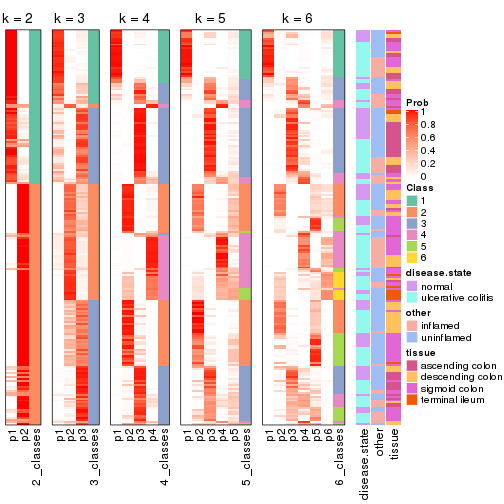 k = 2
k = 3
k = 4
k = 5
k = 6
p1
p2
2_classes
p1
p2
p3
3_classes
p1
p2
p3
p4
4_classes
p1
p2
p3
p4
p5
5_classes
p1
p2
p3
p4
p5
p6
6_classes
disease.state
other
tissue
Prob
1
0.8
0.6
0.4
0.2
0
Class
1
2
3
4
5
6
disease.state
normal
ulcerative colitis
other
inflamed
uninflamed
tissue
ascending colon
descending colon
sigmoid colon
terminal ileum